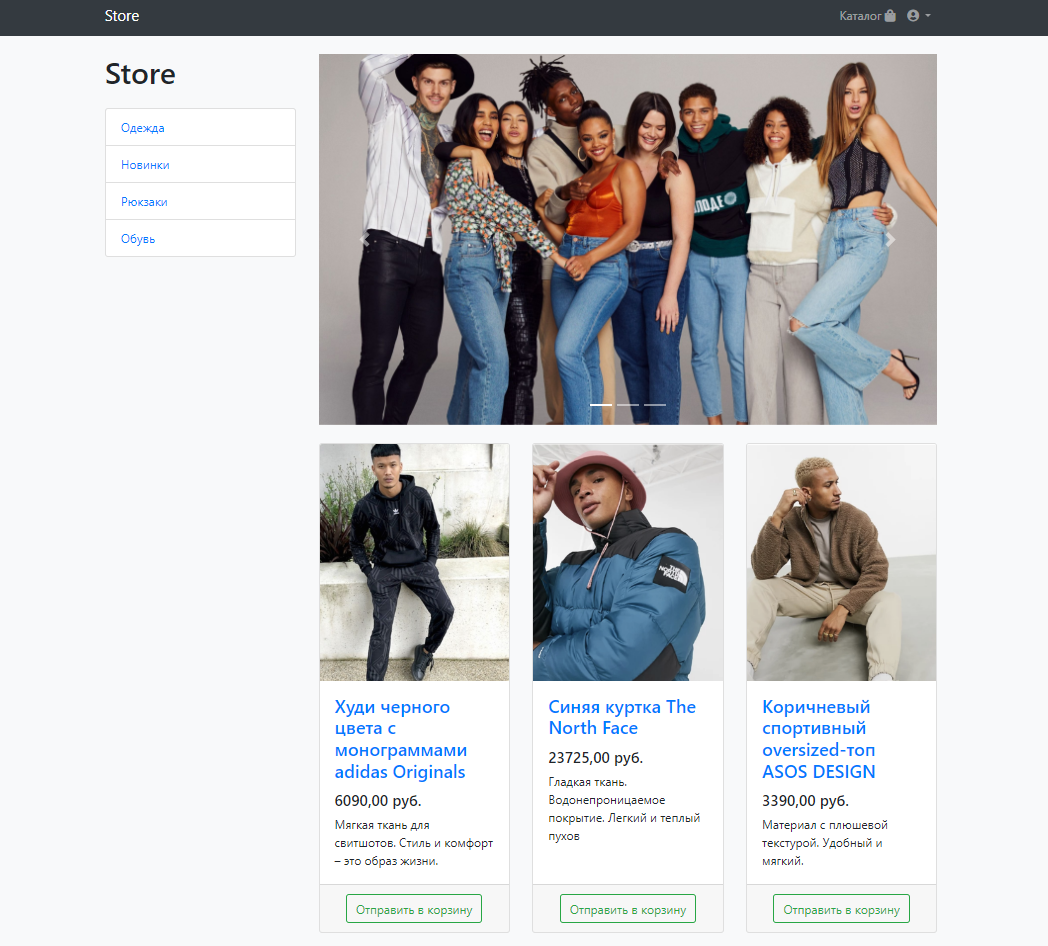 Store
Каталог
Store
Одежда
Новинки
Рюкзаки
Обувь
Худи черного
цвета с
монограммами
adidas Originals
6090,00 руб.
Мягкая ткань для
свитшотов. Стиль и комфорт
– это образ жизни.
Отправить в корзину
THE
NORTH
FACE
Синяя куртка The
North Face
23725,00 руб.
Гладкая ткань.
Водонепроницаемое
покрытие. Легкий и теплый
пухов
Отправить в корзину
Коричневый
спортивный
oversized-топ
ASOS DESIGN
3390,00 руб.
Материал с плюшевой
текстурой. Удобный и
мягкий.
Отправить в корзину